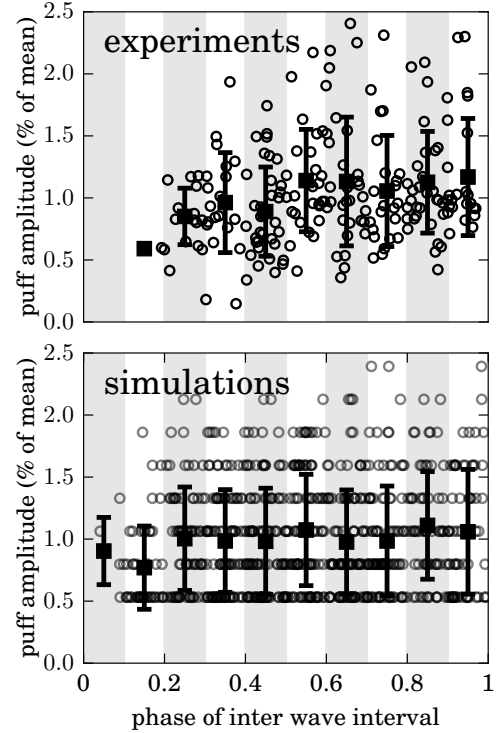 2.5
experiments
2.0
1.5
1.0
0.5
0.0
puff amplitude (% of mean)
2.5
simulations
2.0
1.5
1.0
0.5
0.0
puff amplitude (% of mean)
0 0.2 0.4 0.6 0.8 1
phase of inter wave interval